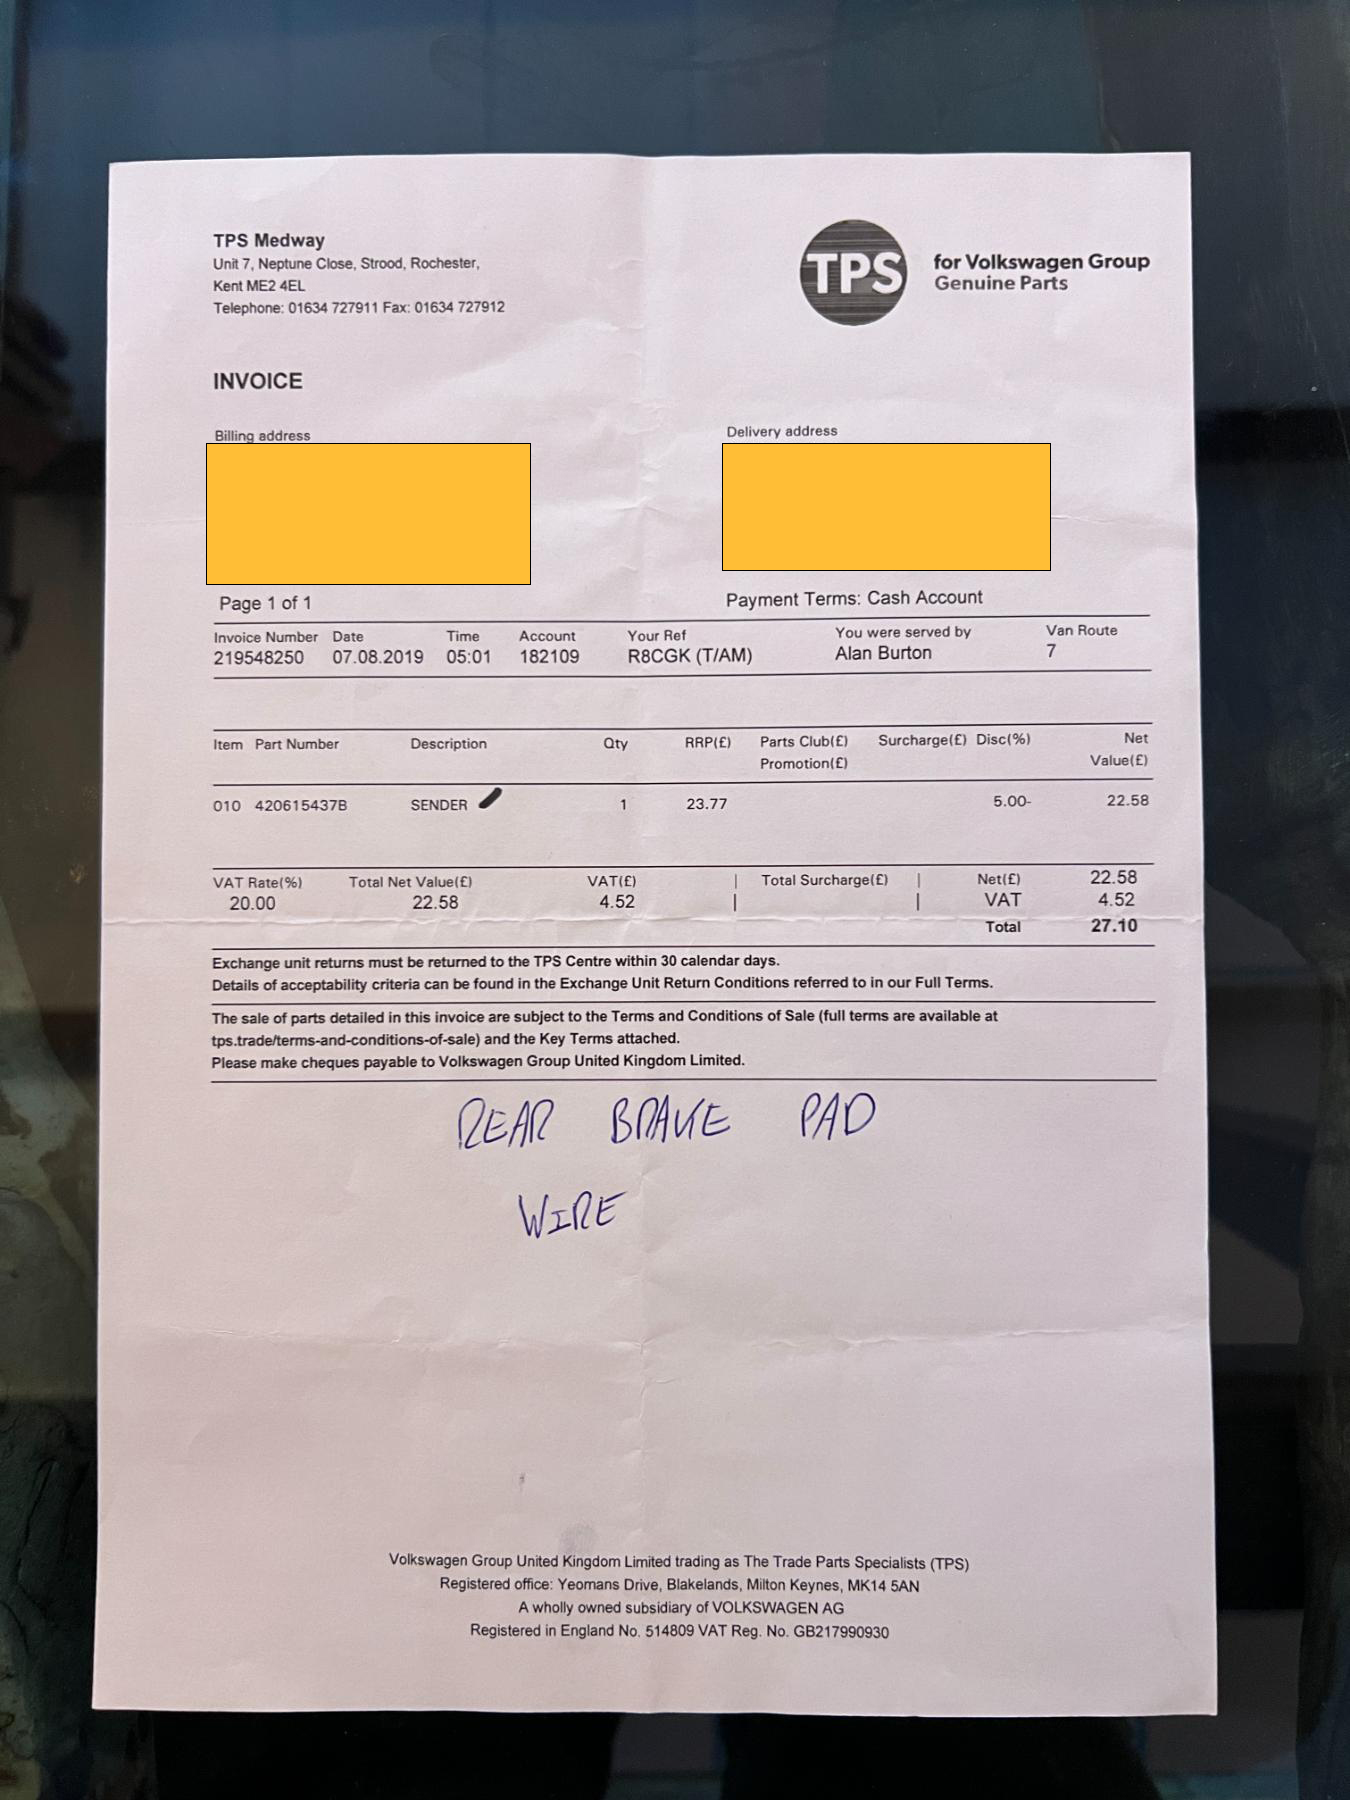 TPS Medway
Unit 7, Neptune Close, Strood, Rochester,
Kent ME2 4EL
Telephone: 01634 727911 Fax: 01634 727912
TPS
for Volkswagen Group
Genuine Parts
INVOICE
Billing address
Delivery address
Page 1 of 1
Payment Terms: Cash Account
Invoice Number Date Time Account Your Ref You were served by Van Route
219548250 07.08.2019 05:01 182109 R8CGK (T/AM) Alan Burton 7
Item Part Number Description Qty RRP(£) Parts Club(£) Surcharge(£) Disc(%) Net
Promotion(£) Value(£)
010 420615437B SENDER 1 23.77 5.00- 22.58
VAT Rate(%) Total Net Value(£) VAT(£) | Total Surcharge(£) | Net(£) 22.58
20.00 22.58 4.52 | | VAT 4.52
Total 27.10
Exchange unit returns must be returned to the TPS Centre within 30 calendar days.
Details of acceptability criteria can be found in the Exchange Unit Return Conditions referred to in our Full Terms.
The sale of parts detailed in this invoice are subject to the Terms and Conditions of Sale (full terms are available at
tps.trade/terms-and-conditions-of-sale) and the Key Terms attached.
Please make cheques payable to Volkswagen Group United Kingdom Limited.
REAR BRAKE PAD
WIRE
Volkswagen Group United Kingdom Limited trading as The Trade Parts Specialists (TPS)
Registered office: Yeomans Drive, Blakelands, Milton Keynes, MK14 5AN
A wholly owned subsidiary of VOLKSWAGEN AG
Registered in England No. 514809 VAT Reg. No. GB217990930